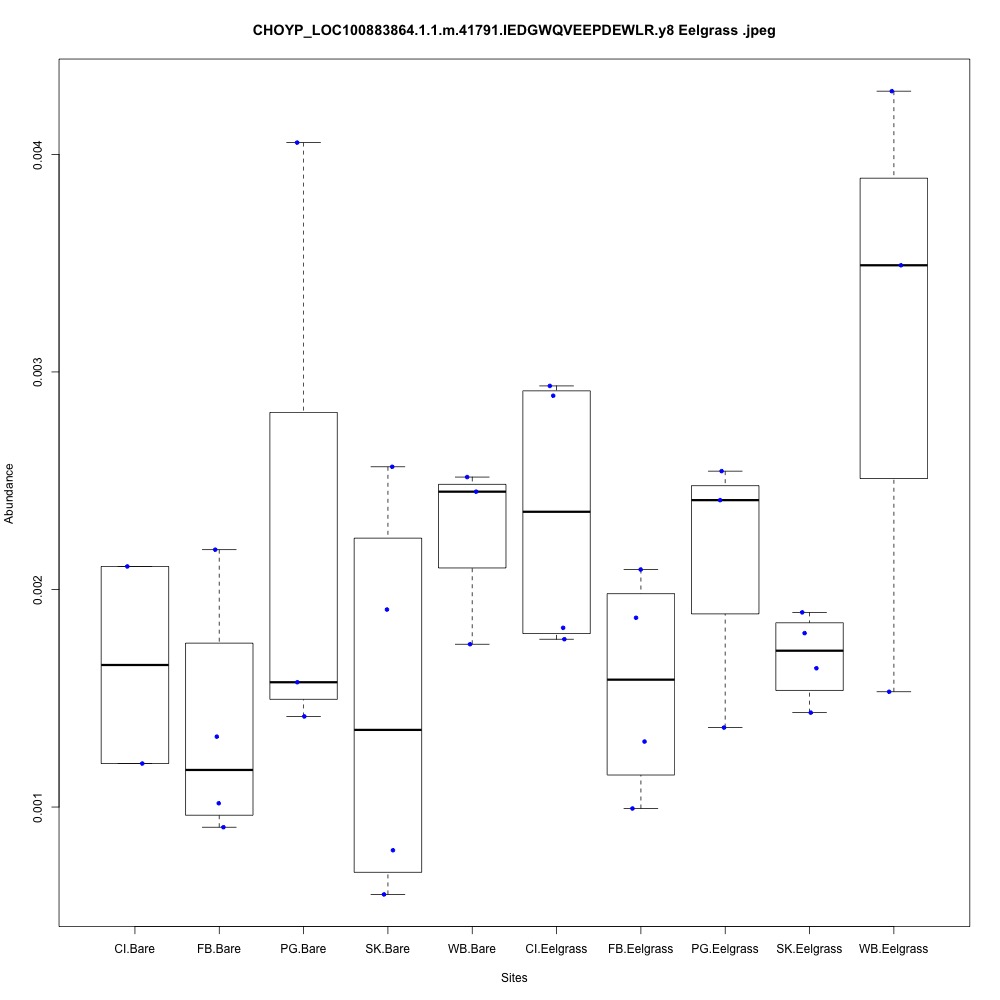 CHOYP_LOC100883864.1.1.m.41791.IEDGWQVEEPDEWLR.y8 Eelgrass .jpeg
0.004
0.003
0.002
0.001
Abundance
CI.Bare FB.Bare PG.Bare SK.Bare WB.Bare CI.Eelgrass FB.Eelgrass PG.Eelgrass SK.Eelgrass WB.Eelgrass
Sites